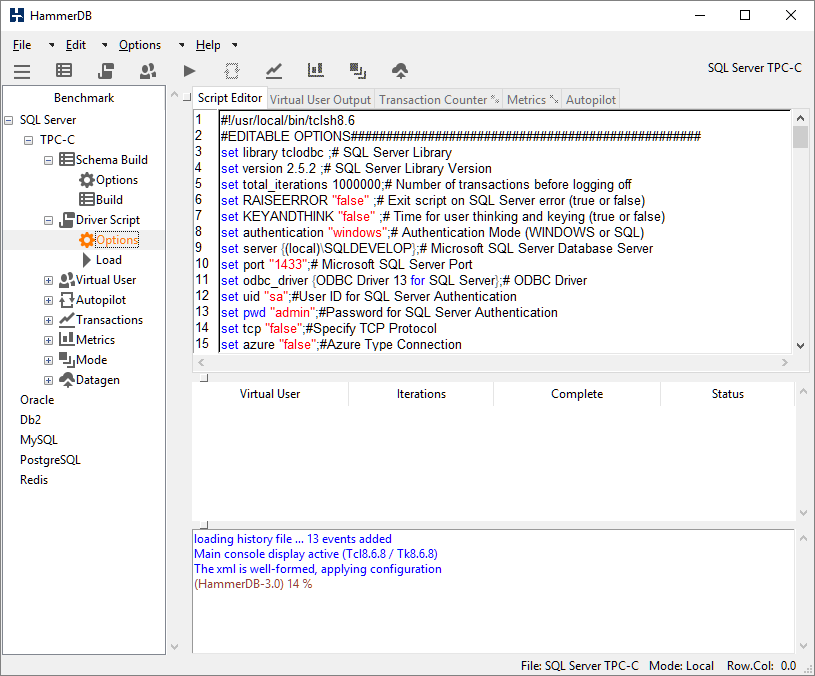 HammerDB
File Edit Options Help
SQL Server TPC-C
Benchmark
SQL Server
TPC-C
Schema Build
Options
Build
Driver Script
Options
Load
Virtual User
Autopilot
Transactions
Metrics
Mode
Datagen
Oracle
Db2
MySQL
PostgreSQL
Redis
Script Editor Virtual User Output Transaction Counter Metrics Autopilot
1 #!/usr/local/bin/tclsh8.6
2 #EDITABLE OPTIONS##################################################
3 set library tclodbc ;# SQL Server Library
4 set version 2.5.2 ;# SQL Server Library Version
5 set total_iterations 1000000;# Number of transactions before logging off
6 set RAISEERROR "false" ;# Exit script on SQL Server error (true or false)
7 set KEYANDTHINK "false" ;# Time for user thinking and keying (true or false)
8 set authentication "windows";# Authentication Mode (WINDOWS or SQL)
9 set server {(local)\SQLDEVELOP};# Microsoft SQL Server Database Server
10 set port "1433";# Microsoft SQL Server Port
11 set odbc_driver {ODBC Driver 13 for SQL Server};# ODBC Driver
12 set uid "sa";#User ID for SQL Server Authentication
13 set pwd "admin";#Password for SQL Server Authentication
14 set tcp "false";#Specify TCP Protocol
15 set azure "false";#Azure Type Connection
Virtual User Iterations Complete Status
loading history file ... 13 events added
Main console display active (Tcl8.6.8 / Tk8.6.8)
The xml is well-formed, applying configuration
(HammerDB-3.0) 14 %
File: SQL Server TPC-C Mode: Local Row.Col: 0.0